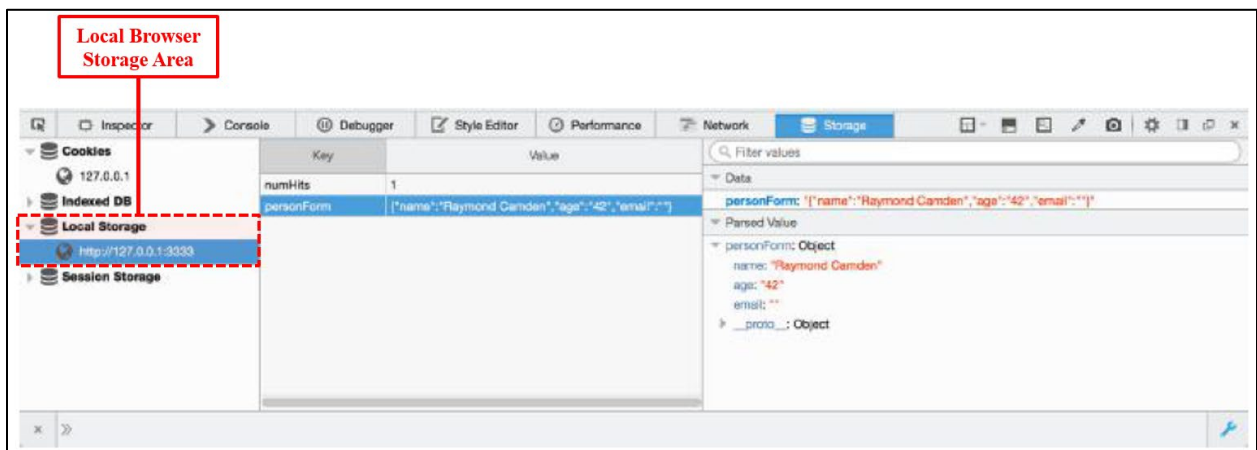 Local Browser
Storage Area
Inspector Console Debugger Style Editor Performance Network Storage
Cookies
127.0.0.1
Indexed DB
Local Storage
http://127.0.0.1:3333
Session Storage
Key Value
numHits 1
personForm {"name":"Raymond Camden","age":"42","email":""}
Filter values
Data
personForm: "{"name":"Raymond Camden","age":"42","email":""}"
Parsed Value
personForm: Object
name: "Raymond Camden"
age: "42"
email: ""
__proto__: Object